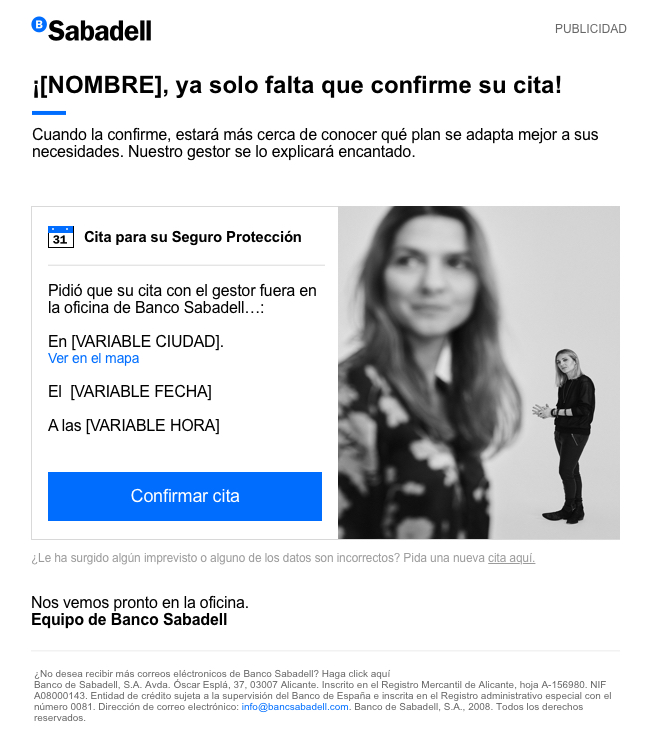 B Sabadell
PUBLICIDAD
¡[NOMBRE], ya solo falta que confirme su cita!
Cuando la confirme, estará más cerca de conocer qué plan se adapta mejor a sus
necesidades. Nuestro gestor se lo explicará encantado.
31 Cita para su Seguro Protección
Pidió que su cita con el gestor fuera en
la oficina de Banco Sabadell…:
En [VARIABLE CIUDAD].
Ver en el mapa
El  [VARIABLE FECHA]
A las [VARIABLE HORA]
Confirmar cita
¿Le ha surgido algún imprevisto o alguno de los datos son incorrectos? Pida una nueva cita aquí.
Nos vemos pronto en la oficina.
Equipo de Banco Sabadell
¿No desea recibir más correos eléctronicos de Banco Sabadell? Haga click aquí
Banco de Sabadell, S.A. Avda. Óscar Esplá, 37, 03007 Alicante. Inscrito en el Registro Mercantil de Alicante, hoja A-156980. NIF
A08000143. Entidad de crédito sujeta a la supervisión del Banco de España e inscrita en el Registro administrativo especial con el
número 0081. Dirección de correo electrónico: info@bancsabadell.com. Banco de Sabadell, S.A., 2008. Todos los derechos
reservados.